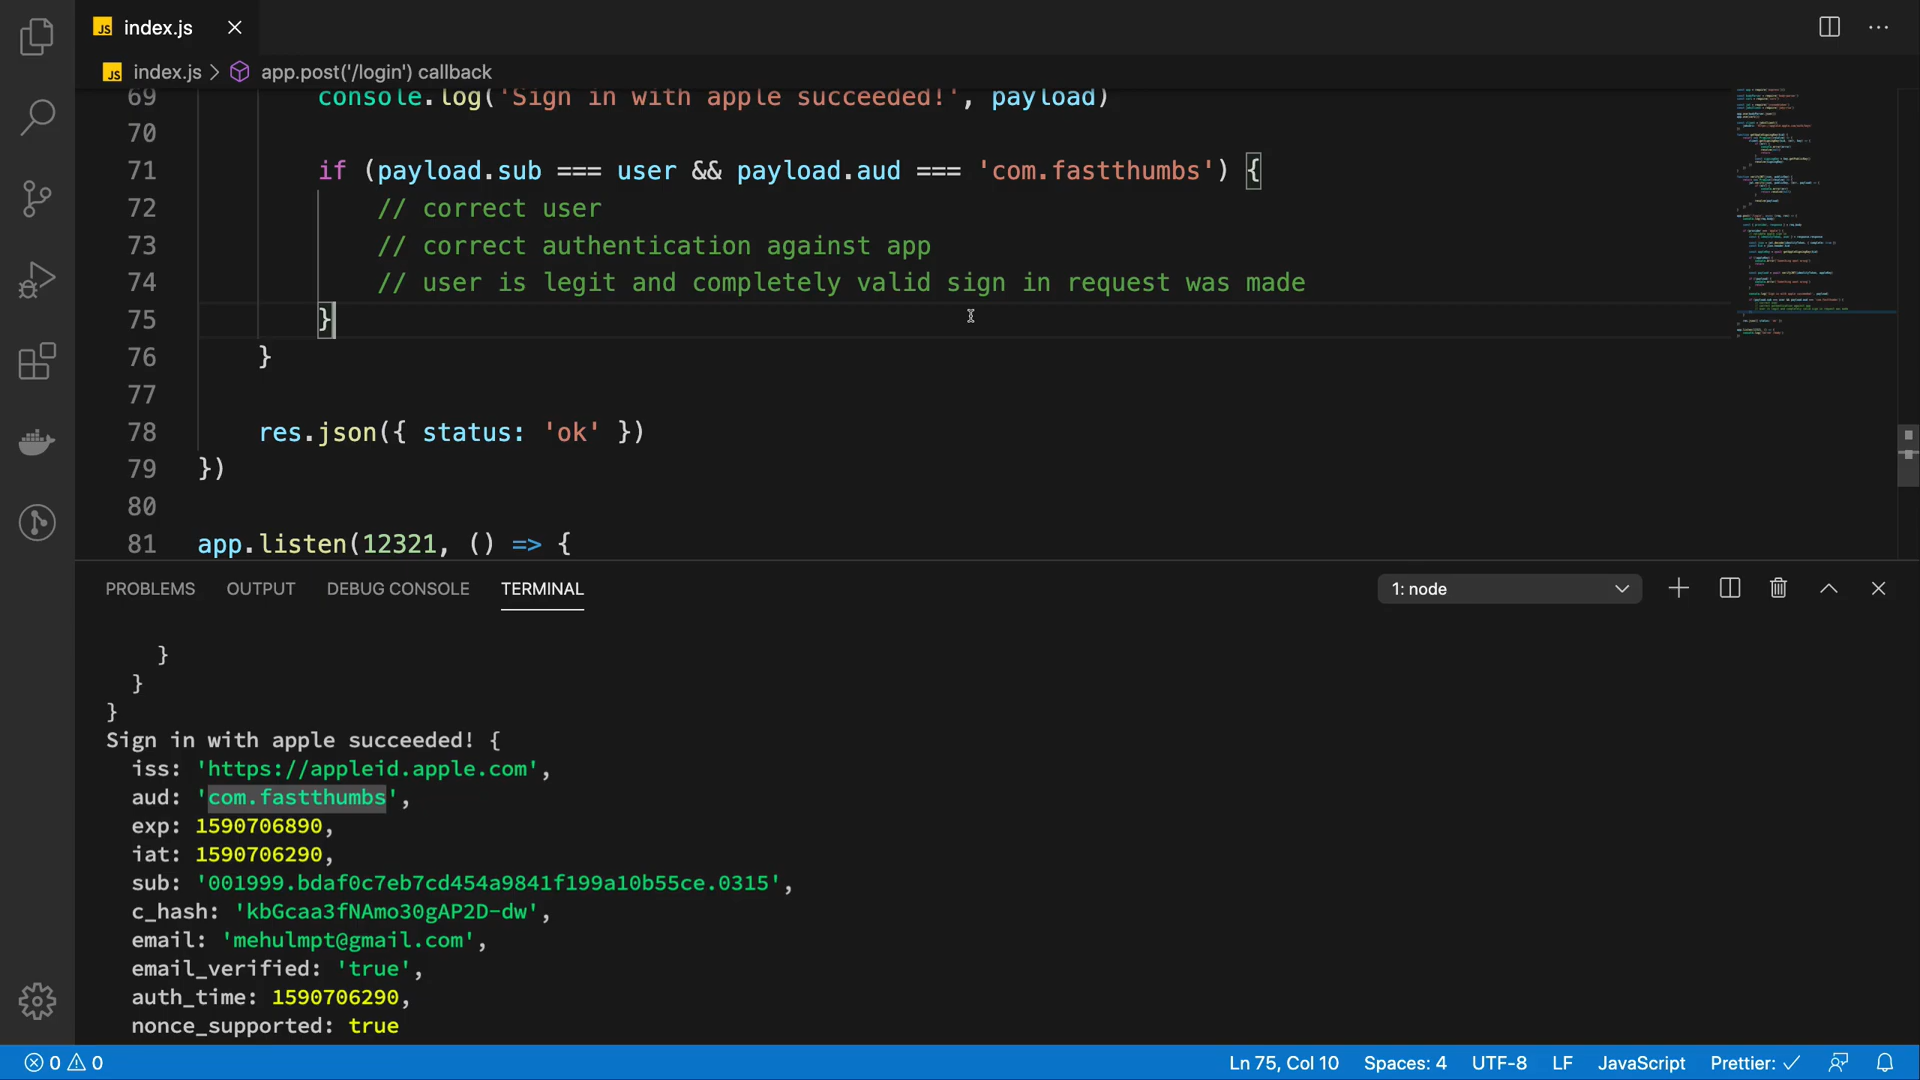 JS index.js
JS index.js > app.post('/login') callback
69 console.log('Sign in with apple succeeded!', payload)
70
71 if (payload.sub === user && payload.aud === 'com.fastthumbs') {
72 // correct user
73 // correct authentication against app
74 // user is legit and completely valid sign in request was made
75 }
76 }
77
78 res.json({ status: 'ok' })
79 })
80
81 app.listen(12321, () => {
PROBLEMS OUTPUT DEBUG CONSOLE TERMINAL 1: node
}
}
}
Sign in with apple succeeded! {
iss: 'https://appleid.apple.com',
aud: 'com.fastthumbs',
exp: 1590706890,
iat: 1590706290,
sub: '001999.bdaf0c7eb7cd454a9841f199a10b55ce.0315',
c_hash: 'kbGcaa3fNAmo30gAP2D-dw',
email: 'mehulmpt@gmail.com',
email_verified: 'true',
auth_time: 1590706290,
nonce_supported: true
0 0 Ln 75, Col 10 Spaces: 4 UTF-8 LF JavaScript Prettier: ✓